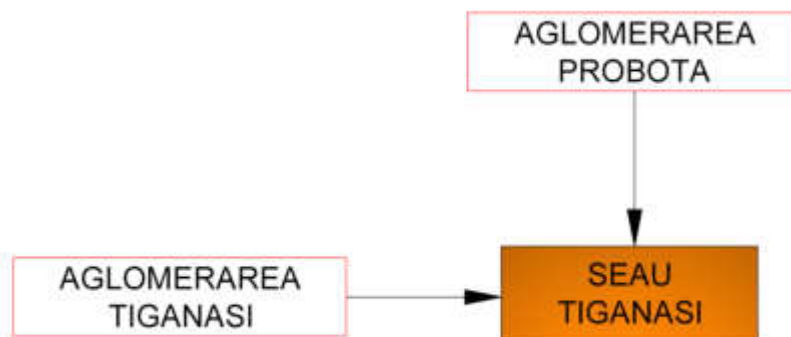 AGLOMERAREA
PROBOTA
AGLOMERAREA
TIGANASI
SEAU
TIGANASI